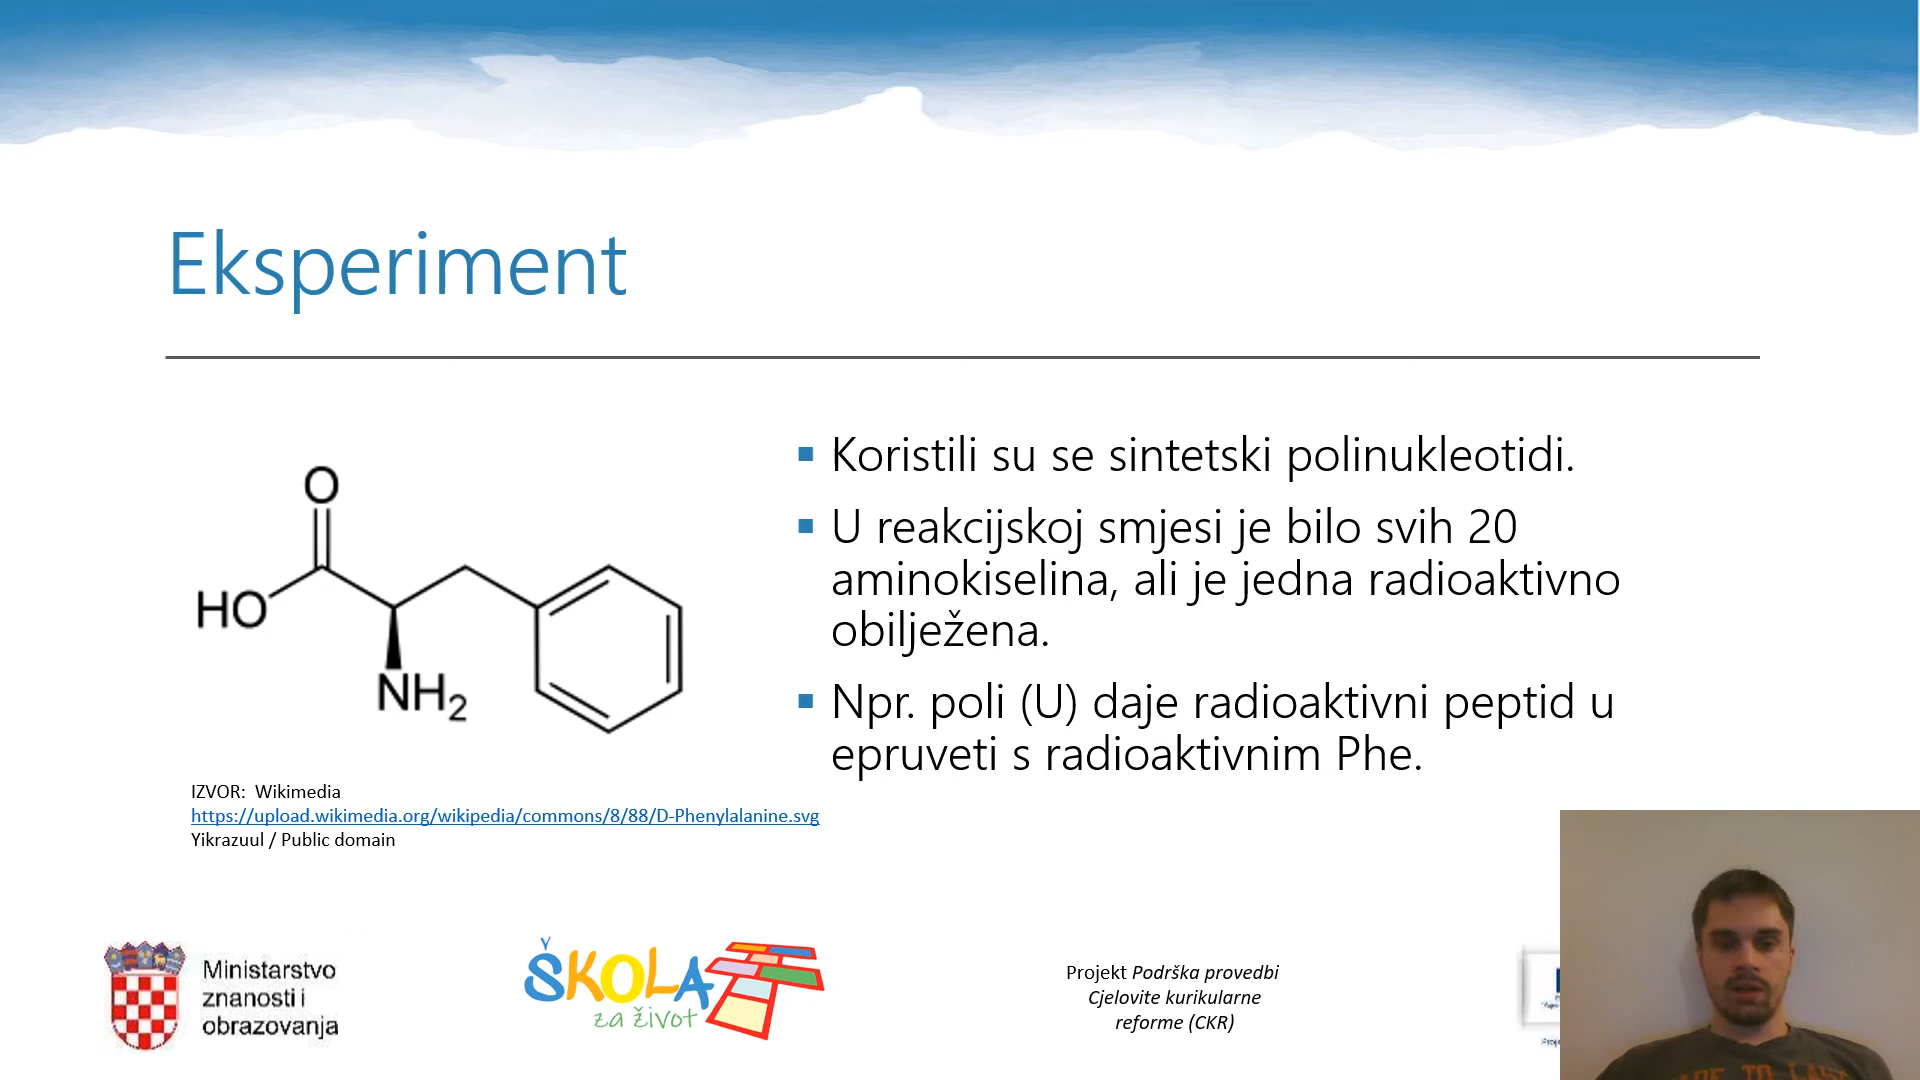 Eksperiment
O
HO
NH₂
▪ Koristili su se sintetski polinukleotidi.
▪ U reakcijskoj smjesi je bilo svih 20
aminokiselina, ali je jedna radioaktivno
obilježena.
▪ Npr. poli (U) daje radioaktivni peptid u
epruveti s radioaktivnim Phe.
IZVOR:  Wikimedia
https://upload.wikimedia.org/wikipedia/commons/8/88/D-Phenylalanine.svg
Yikrazuul / Public domain
Ministarstvo
znanosti i
obrazovanja
ŠKOLA
za život
Projekt Podrška provedbi
Cjelovite kurikularne
reforme (CKR)